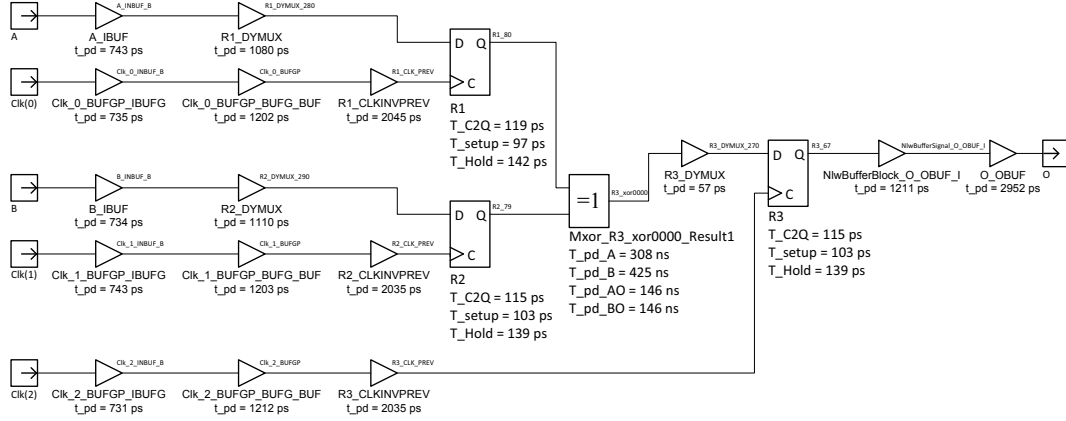 A
A_INBUF_B
A_IBUF
t_pd = 743 ps
R1_DYMUX_280
R1_DYMUX
t_pd = 1080 ps
Clk(0)
Clk_0_INBUF_B
Clk_0_BUFGP_IBUFG
t_pd = 735 ps
Clk_0_BUFGP
Clk_0_BUFGP_BUFG_BUF
t_pd = 1202 ps
R1_CLK_PREV
R1_CLKINVPREV
t_pd = 2045 ps
D Q
C
R1_80
R1
T_C2Q = 119 ps
T_setup = 97 ps
T_Hold = 142 ps
B
B_INBUF_B
B_IBUF
t_pd = 734 ps
R2_DYMUX_290
R2_DYMUX
t_pd = 1110 ps
Clk(1)
Clk_1_INBUF_B
Clk_1_BUFGP_IBUFG
t_pd = 743 ps
Clk_1_BUFGP
Clk_1_BUFGP_BUFG_BUF
t_pd = 1203 ps
R2_CLK_PREV
R2_CLKINVPREV
t_pd = 2035 ps
D Q
C
R2_79
R2
T_C2Q = 115 ps
T_setup = 103 ps
T_Hold = 139 ps
=1
R3_xor0000
Mxor_R3_xor0000_Result1
T_pd_A = 308 ns
T_pd_B = 425 ns
T_pd_AO = 146 ns
T_pd_BO = 146 ns
R3_DYMUX_270
R3_DYMUX
t_pd = 57 ps
D Q
C
R3_67
R3
T_C2Q = 115 ps
T_setup = 103 ps
T_Hold = 139 ps
NlwBufferSignal_O_OBUF_I
NlwBufferBlock_O_OBUF_I
t_pd = 1211 ps
O_OBUF
t_pd = 2952 ps
O
Clk(2)
Clk_2_INBUF_B
Clk_2_BUFGP_IBUFG
t_pd = 731 ps
Clk_2_BUFGP
Clk_2_BUFGP_BUFG_BUF
t_pd = 1212 ps
R3_CLK_PREV
R3_CLKINVPREV
t_pd = 2035 ps